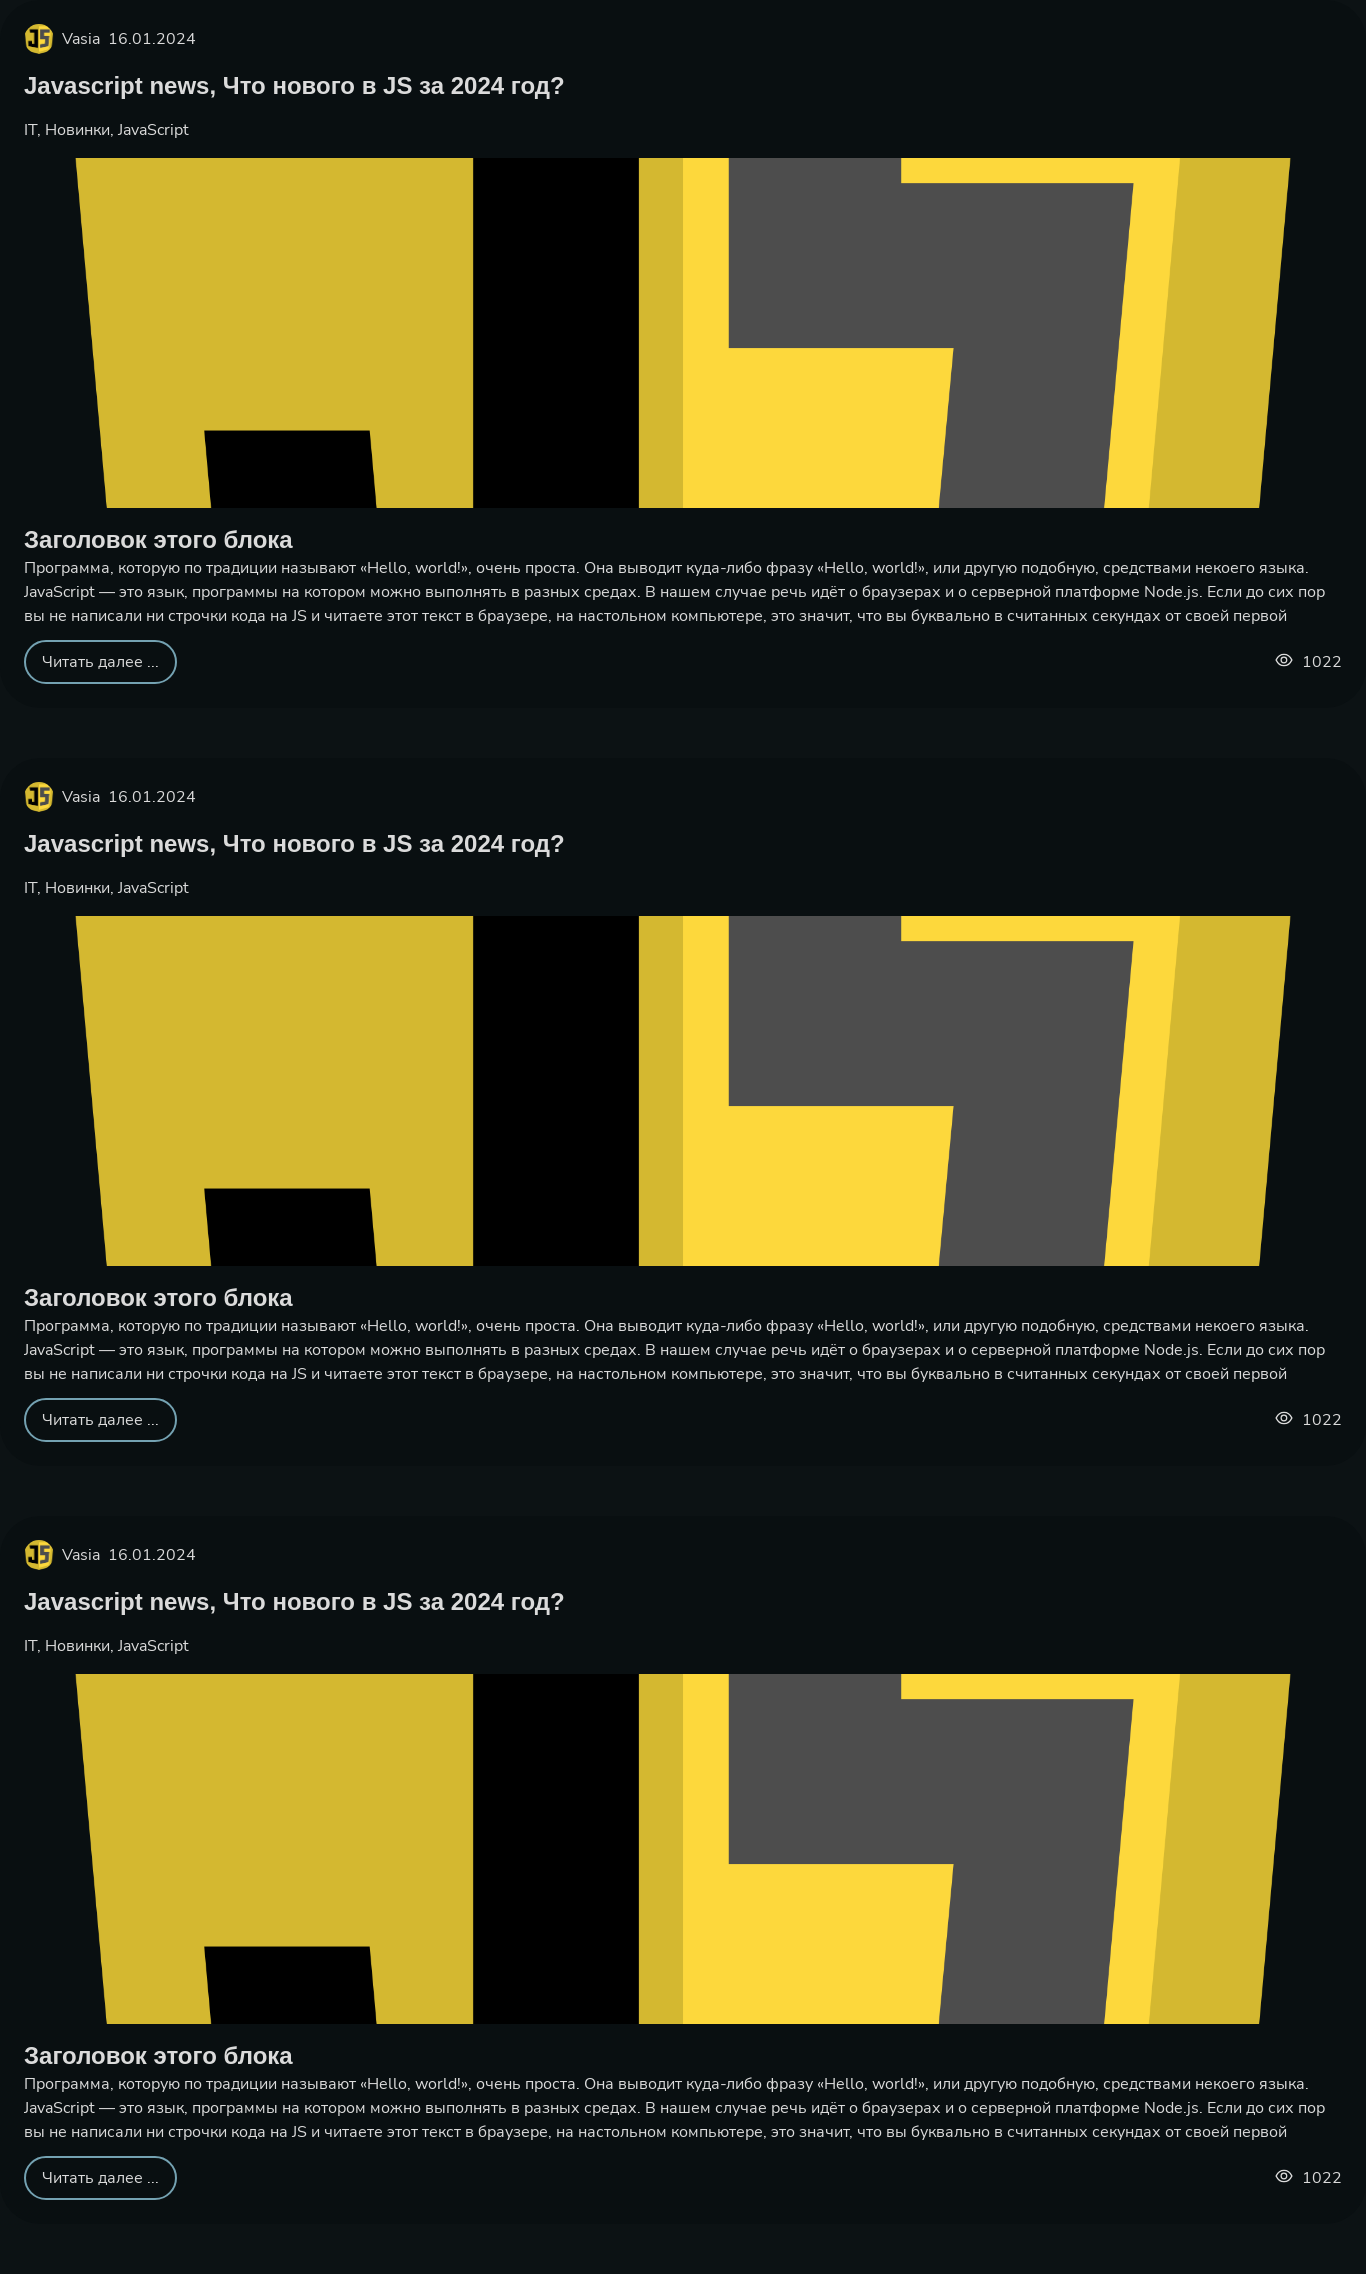 JS Vasia 16.01.2024
Javascript news, Что нового в JS за 2024 год?
IT, Новинки, JavaScript
Заголовок этого блока
Программа, которую по традиции называют «Hello, world!», очень проста. Она выводит куда-либо фразу «Hello, world!», или другую подобную, средствами некоего языка.
JavaScript — это язык, программы на котором можно выполнять в разных средах. В нашем случае речь идёт о браузерах и о серверной платформе Node.js. Если до сих пор
вы не написали ни строчки кода на JS и читаете этот текст в браузере, на настольном компьютере, это значит, что вы буквально в считанных секундах от своей первой
Читать далее ... 1022
JS Vasia 16.01.2024
Javascript news, Что нового в JS за 2024 год?
IT, Новинки, JavaScript
Заголовок этого блока
Программа, которую по традиции называют «Hello, world!», очень проста. Она выводит куда-либо фразу «Hello, world!», или другую подобную, средствами некоего языка.
JavaScript — это язык, программы на котором можно выполнять в разных средах. В нашем случае речь идёт о браузерах и о серверной платформе Node.js. Если до сих пор
вы не написали ни строчки кода на JS и читаете этот текст в браузере, на настольном компьютере, это значит, что вы буквально в считанных секундах от своей первой
Читать далее ... 1022
JS Vasia 16.01.2024
Javascript news, Что нового в JS за 2024 год?
IT, Новинки, JavaScript
Заголовок этого блока
Программа, которую по традиции называют «Hello, world!», очень проста. Она выводит куда-либо фразу «Hello, world!», или другую подобную, средствами некоего языка.
JavaScript — это язык, программы на котором можно выполнять в разных средах. В нашем случае речь идёт о браузерах и о серверной платформе Node.js. Если до сих пор
вы не написали ни строчки кода на JS и читаете этот текст в браузере, на настольном компьютере, это значит, что вы буквально в считанных секундах от своей первой
Читать далее ... 1022